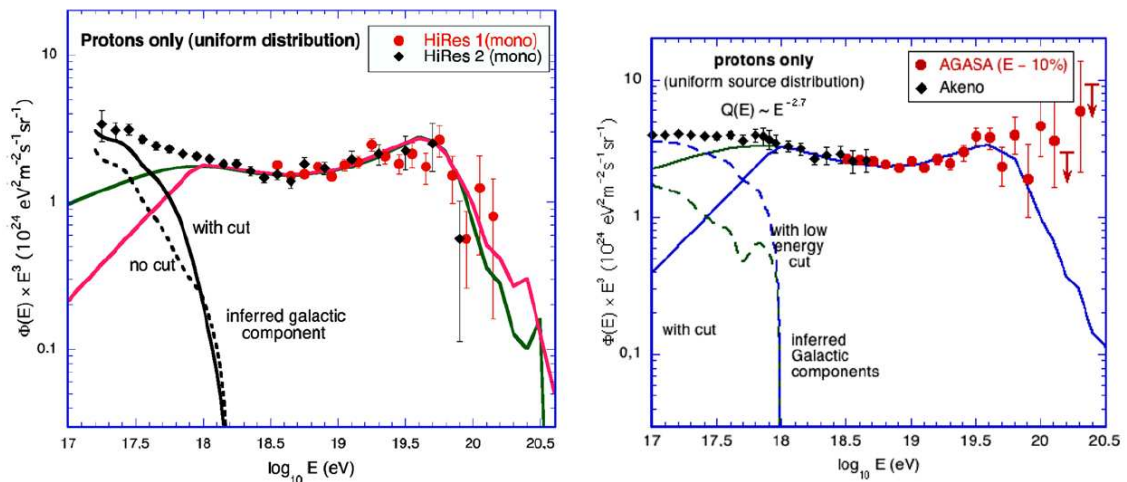 Protons only (uniform distribution)
HiRes 1(mono)
HiRes 2 (mono)
10
1
0.1
Φ(E) × E³ (10²⁴ eV²m⁻²s⁻¹sr⁻¹)
with cut
no cut
inferred galactic
component
17 17.5 18 18.5 19 19.5 20 20.5
log₁₀ E (eV)
protons only
(uniform source distribution)
Q(E) ~ E⁻²·⁷
AGASA (E – 10%)
Akeno
10
1
0,1
Φ(E) × E³ (10²⁴ eV²m⁻²s⁻¹sr⁻¹)
with low
energy
cut
with cut
inferred
Galactic
components
17 17.5 18 18.5 19 19.5 20 20.5
log₁₀ E (eV)